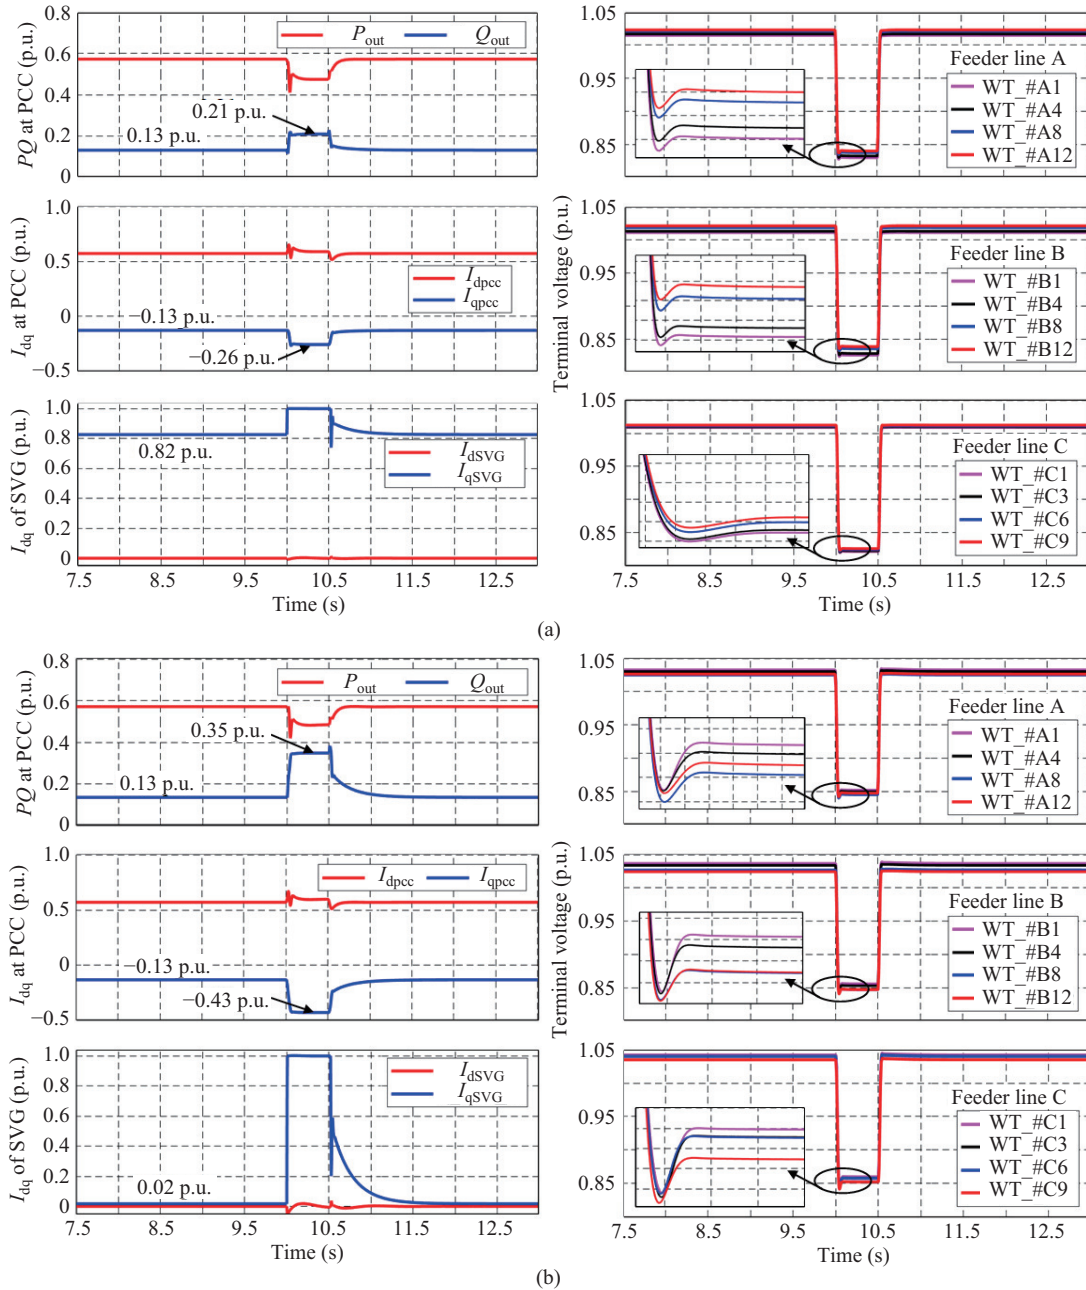 0.8
0.6
0.4
0.2
0
PQ at PCC (p.u.)
P_out Q_out
0.21 p.u.
0.13 p.u.
1.0
0.5
0
−0.5
I_dq at PCC (p.u.)
I_dpcc
I_qpcc
−0.13 p.u.
−0.26 p.u.
1.0
0.8
0.6
0.4
0.2
0
I_dq of SVG (p.u.)
0.82 p.u.
I_dSVG
I_qSVG
7.5 8.5 9.5 10.5 11.5 12.5
Time (s)
1.05
0.95
0.85
Feeder line A
WT_#A1
WT_#A4
WT_#A8
WT_#A12
Terminal voltage (p.u.)
1.05
0.95
0.85
Feeder line B
WT_#B1
WT_#B4
WT_#B8
WT_#B12
1.05
0.95
0.85
Feeder line C
WT_#C1
WT_#C3
WT_#C6
WT_#C9
7.5 8.5 9.5 10.5 11.5 12.5
Time (s)
(a)
0.8
0.6
0.4
0.2
0
PQ at PCC (p.u.)
P_out Q_out
0.35 p.u.
0.13 p.u.
1.0
0.5
0
−0.5
I_dq at PCC (p.u.)
I_dpcc I_qpcc
−0.13 p.u.
−0.43 p.u.
1.0
0.8
0.6
0.4
0.2
0
I_dq of SVG (p.u.)
I_dSVG
I_qSVG
0.02 p.u.
7.5 8.5 9.5 10.5 11.5 12.5
Time (s)
1.05
0.95
0.85
Feeder line A
WT_#A1
WT_#A4
WT_#A8
WT_#A12
Terminal voltage (p.u.)
1.05
0.95
0.85
Feeder line B
WT_#B1
WT_#B4
WT_#B8
WT_#B12
1.05
0.95
0.85
Feeder line C
WT_#C1
WT_#C3
WT_#C6
WT_#C9
7.5 8.5 9.5 10.5 11.5 12.5
Time (s)
(b)